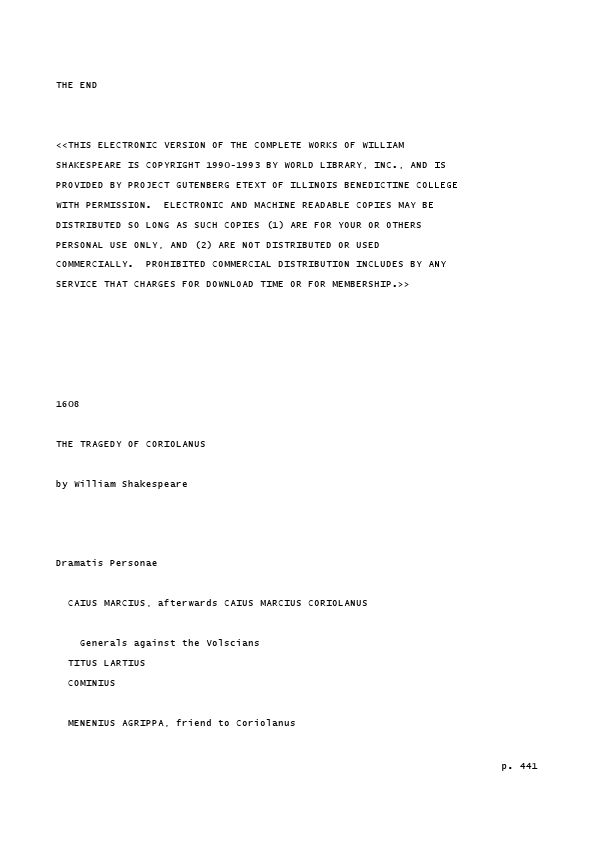 THE END
<<THIS ELECTRONIC VERSION OF THE COMPLETE WORKS OF WILLIAM
SHAKESPEARE IS COPYRIGHT 1990-1993 BY WORLD LIBRARY, INC., AND IS
PROVIDED BY PROJECT GUTENBERG ETEXT OF ILLINOIS BENEDICTINE COLLEGE
WITH PERMISSION.  ELECTRONIC AND MACHINE READABLE COPIES MAY BE
DISTRIBUTED SO LONG AS SUCH COPIES (1) ARE FOR YOUR OR OTHERS
PERSONAL USE ONLY, AND (2) ARE NOT DISTRIBUTED OR USED
COMMERCIALLY.  PROHIBITED COMMERCIAL DISTRIBUTION INCLUDES BY ANY
SERVICE THAT CHARGES FOR DOWNLOAD TIME OR FOR MEMBERSHIP.>>
1608
THE TRAGEDY OF CORIOLANUS
by William Shakespeare
Dramatis Personae
CAIUS MARCIUS, afterwards CAIUS MARCIUS CORIOLANUS
Generals against the Volscians
TITUS LARTIUS
COMINIUS
MENENIUS AGRIPPA, friend to Coriolanus
p. 441